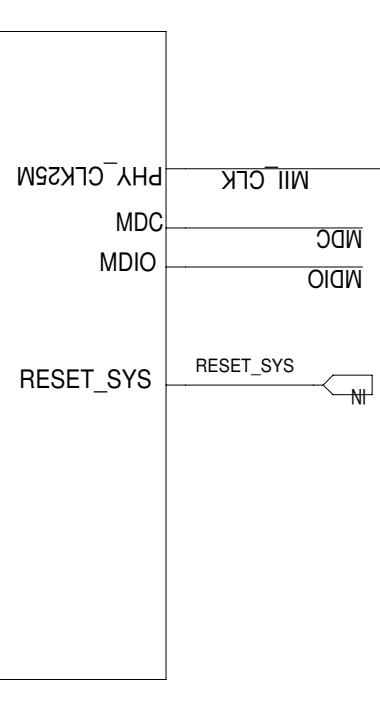 PHY_CLK25M
MII_CLK
MDC
MDC
MDIO
MDIO
RESET_SYS
RESET_SYS
IN